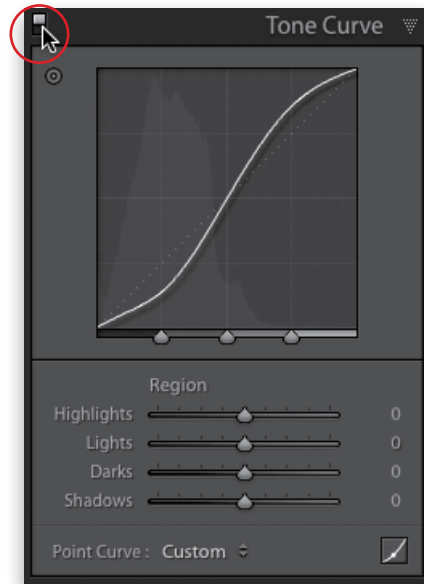 Tone Curve
Region
Highlights 0
Lights 0
Darks 0
Shadows 0
Point Curve : Custom